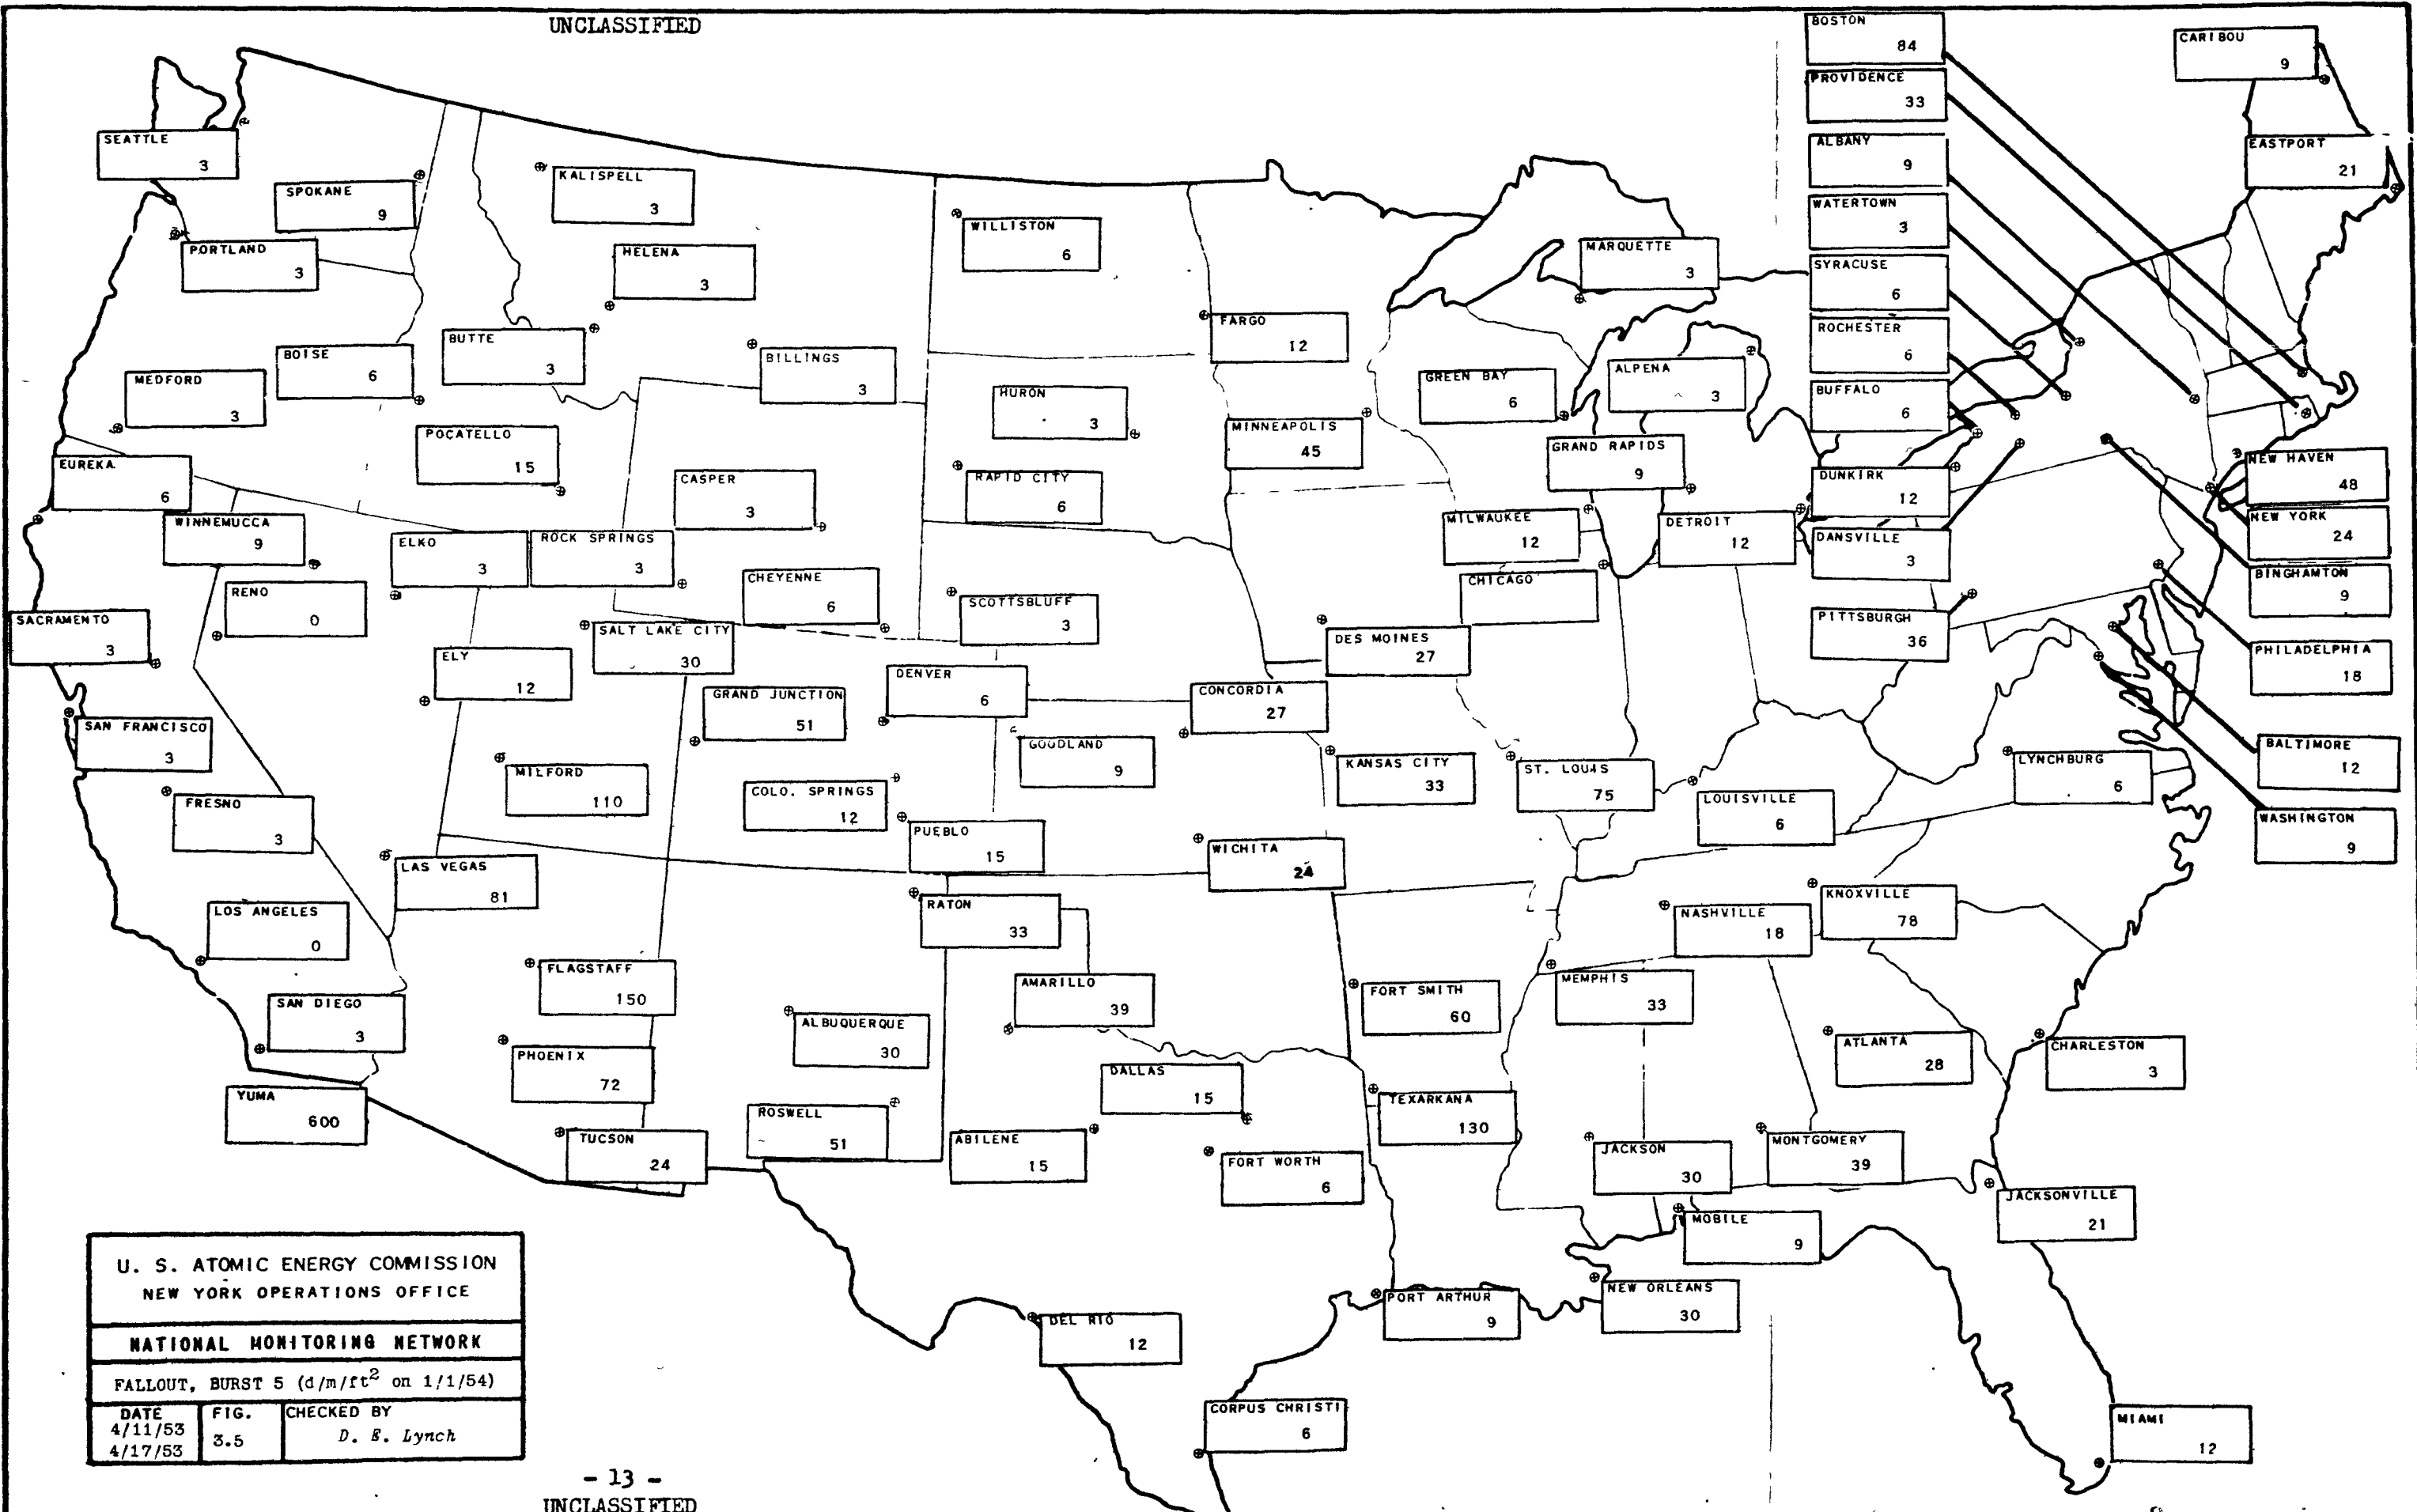 UNCLASSIFIED
BOSTON
84
PROVIDENCE
33
ALBANY
9
WATERTOWN
3
SYRACUSE
6
ROCHESTER
6
BUFFALO
6
DUNKIRK
12
DANSVILLE
3
PITTSBURGH
36
CARIBOU
9
EASTPORT
21
SEATTLE
3
SPOKANE
9
PORTLAND
3
KALISPELL
3
HELENA
3
BUTTE
3
BOISE
6
MEDFORD
3
BILLINGS
3
WILLISTON
6
FARGO
12
MARQUETTE
3
HURON
3
MINNEAPOLIS
45
GREEN BAY
6
ALPENA
3
GRAND RAPIDS
9
POCATELLO
15
EUREKA
6
CASPER
3
RAPID CITY
6
WINNEMUCCA
9
ELKO
3
ROCK SPRINGS
3
MILWAUKEE
12
DETROIT
12
NEW HAVEN
48
NEW YORK
24
BINGHAMTON
9
PHILADELPHIA
18
BALTIMORE
12
WASHINGTON
9
RENO
0
CHEYENNE
6
SCOTTSBLUFF
3
CHICAGO
SACRAMENTO
3
SALT LAKE CITY
30
DES MOINES
27
ELY
12
GRAND JUNCTION
51
DENVER
6
CONCORDIA
27
SAN FRANCISCO
3
MILFORD
110
COLO. SPRINGS
12
GOODLAND
9
KANSAS CITY
33
ST. LOUIS
75
LOUISVILLE
6
LYNCHBURG
6
FRESNO
3
PUEBLO
15
WICHITA
24
LAS VEGAS
81
LOS ANGELES
0
RATON
33
NASHVILLE
18
KNOXVILLE
78
FLAGSTAFF
150
AMARILLO
39
FORT SMITH
60
MEMPHIS
33
SAN DIEGO
3
ALBUQUERQUE
30
ATLANTA
28
CHARLESTON
3
PHOENIX
72
DALLAS
15
YUMA
600
ROSWELL
51
TEXARKANA
130
TUCSON
24
ABILENE
15
FORT WORTH
6
JACKSON
30
MONTGOMERY
39
JACKSONVILLE
21
MOBILE
9
NEW ORLEANS
30
PORT ARTHUR
9
DEL RIO
12
CORPUS CHRISTI
6
MIAMI
12
U. S. ATOMIC ENERGY COMMISSION
NEW YORK OPERATIONS OFFICE
NATIONAL MONITORING NETWORK
FALLOUT, BURST 5 (d/m/ft² on 1/1/54)
DATE
4/11/53
4/17/53
FIG.
3.5
CHECKED BY
D. E. Lynch
- 13 -
UNCLASSIFIED